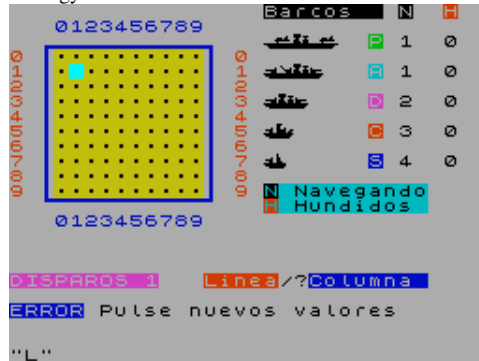 Barcos N H
0123456789
P 1 0
A 1 0
D 2 0
C 3 0
S 4 0
0 0
1 1
2 2
3 3
4 4
5 5
6 6
7 7
8 8
9 9
N Navegando
H Hundidos
0123456789
DISPAROS 1 Linea/?Columna
ERROR Pulse nuevos valores
"L"